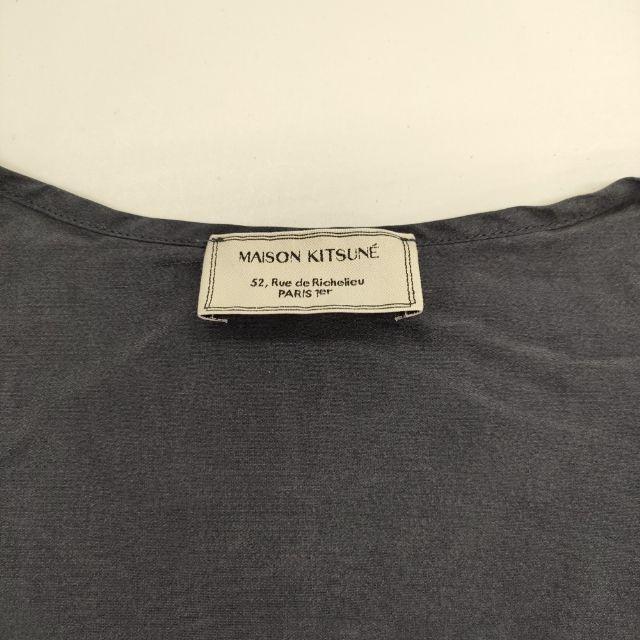 MAISON KITSUNÉ
52, Rue de Richelieu
PARIS 1er